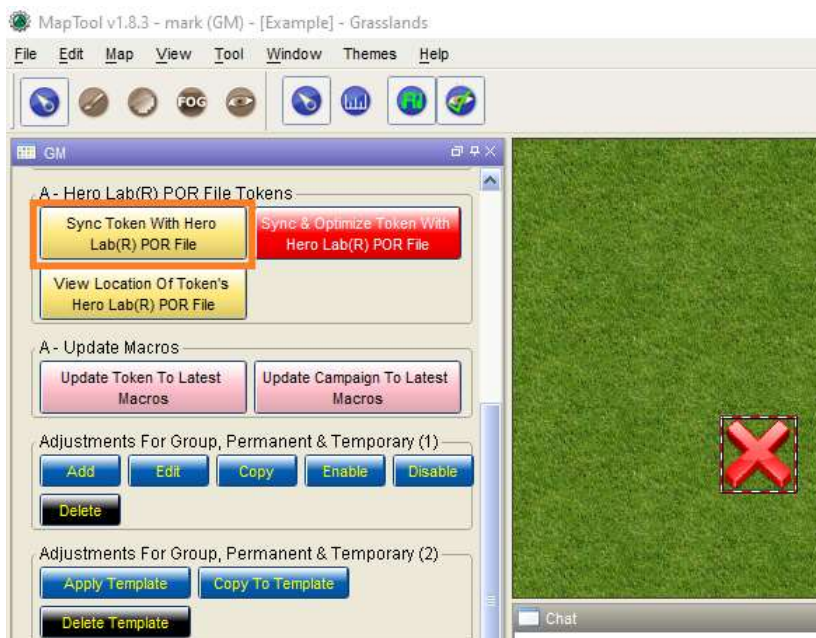 MapTool v1.8.3 - mark (GM) - [Example] - Grasslands
File Edit Map View Tool Window Themes Help
FOG
GM
A - Hero Lab(R) POR File Tokens
Sync Token With Hero
Lab(R) POR File
Sync & Optimize Token With
Hero Lab(R) POR File
View Location Of Token's
Hero Lab(R) POR File
A - Update Macros
Update Token To Latest
Macros
Update Campaign To Latest
Macros
Adjustments For Group, Permanent & Temporary (1)
Add Edit Copy Enable Disable
Delete
Adjustments For Group, Permanent & Temporary (2)
Apply Template Copy To Template
Delete Template
Chat